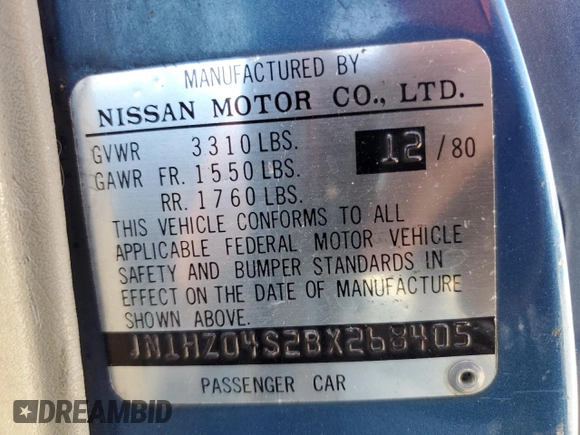 MANUFACTURED BY
NISSAN MOTOR CO., LTD.
GVWR 3310 LBS. 12 / 80
GAWR FR. 1550 LBS.
RR. 1760 LBS.
THIS VEHICLE CONFORMS TO ALL
APPLICABLE FEDERAL MOTOR VEHICLE
SAFETY AND BUMPER STANDARDS IN
EFFECT ON THE DATE OF MANUFACTURE
SHOWN ABOVE.
JN1HZ04S2BX268405
PASSENGER CAR
DREAMBID